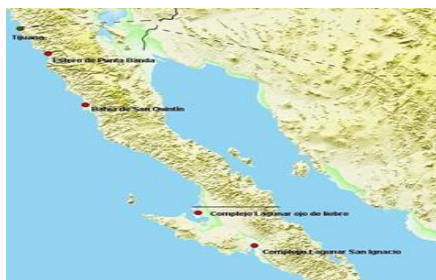 Tijuana
Estero de Punta Banda
Bahia de San Quintin
Complejo Lagunar ojo de liebre
Complejo Lagunar San Ignacio